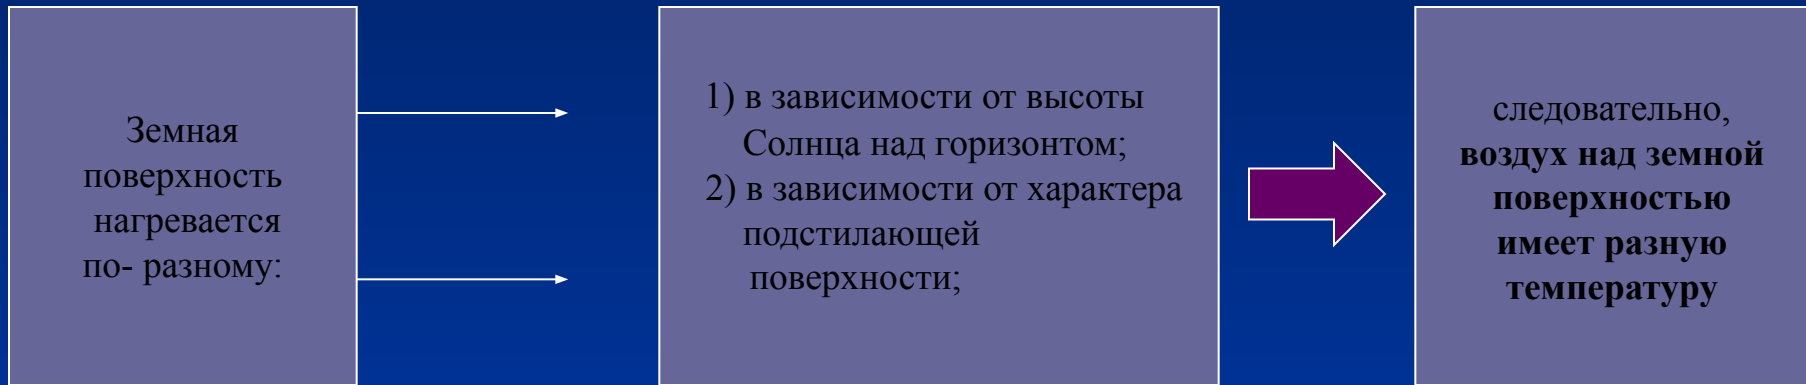 Земная
поверхность
нагревается
по- разному:
1) в зависимости от высоты
Солнца над горизонтом;
2) в зависимости от характера
подстилающей
поверхности;
следовательно,
воздух над земной
поверхностью
имеет разную
температуру